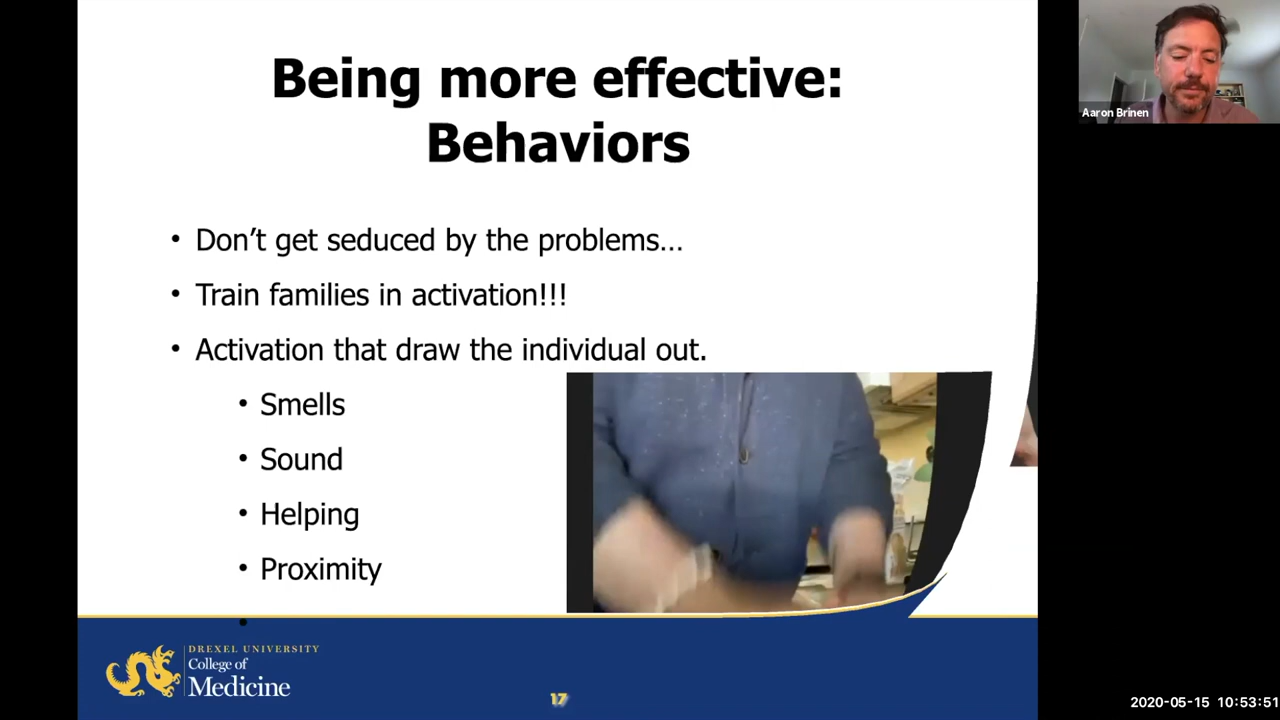 Being more effective:
Behaviors
• Don’t get seduced by the problems…
• Train families in activation!!!
• Activation that draw the individual out.
• Smells
• Sound
• Helping
• Proximity
•
DREXEL UNIVERSITY
College of
Medicine
17
Aaron Brinen
2020-05-15 10:53:51